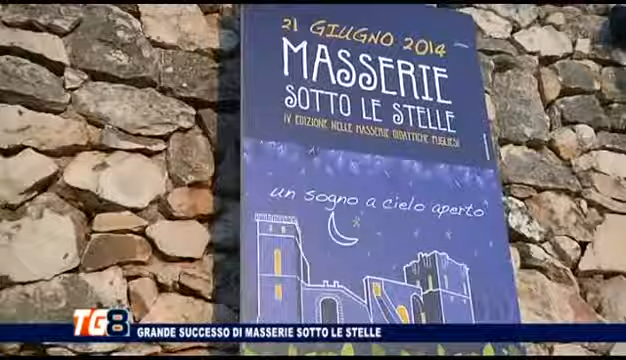 21 GIUGNO 2014
MASSERIE
SOTTO LE STELLE
IV EDIZIONE NELLE MASSERIE DIDATTICHE PUGLIESI
un sogno a cielo aperto
TG8 GRANDE SUCCESSO DI MASSERIE SOTTO LE STELLE